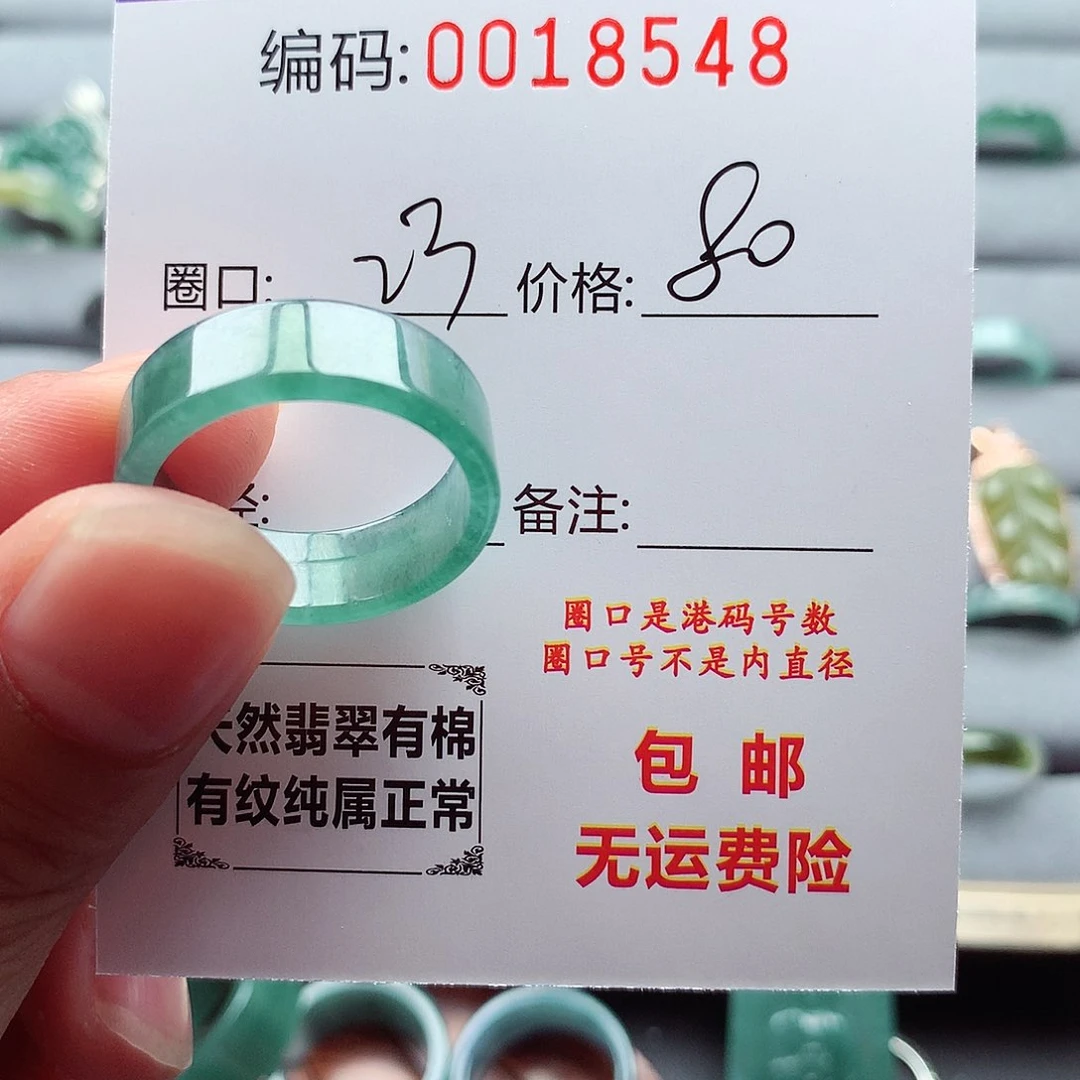 编码:0018548
圈口: 23 价格: 80
径: 备注:
圈口是港码号数
圈口号不是内直径
天然翡翠有棉
有纹纯属正常
包邮
无运费险